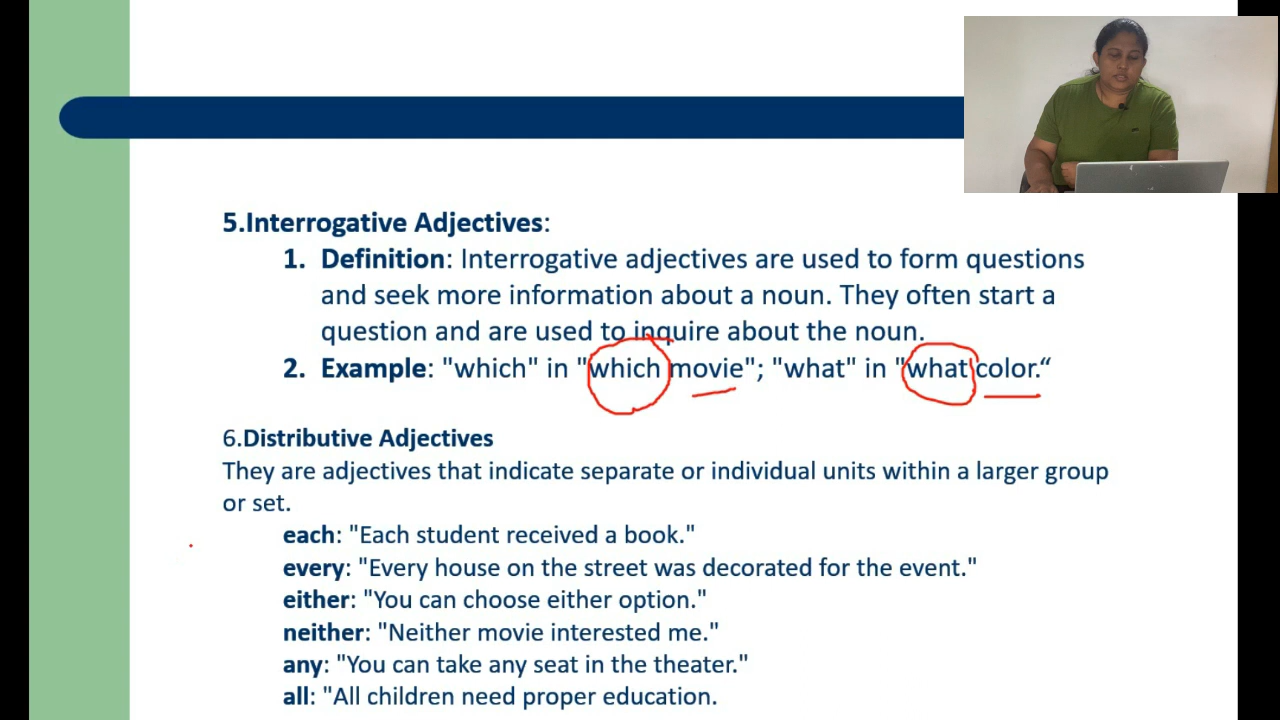 5.Interrogative Adjectives:
1. Definition: Interrogative adjectives are used to form questions
and seek more information about a noun. They often start a
question and are used to inquire about the noun.
2. Example: "which" in "which movie"; "what" in "what color.“
6.Distributive Adjectives
They are adjectives that indicate separate or individual units within a larger group
or set.
each: "Each student received a book."
every: "Every house on the street was decorated for the event."
either: "You can choose either option."
neither: "Neither movie interested me."
any: "You can take any seat in the theater."
all: "All children need proper education.